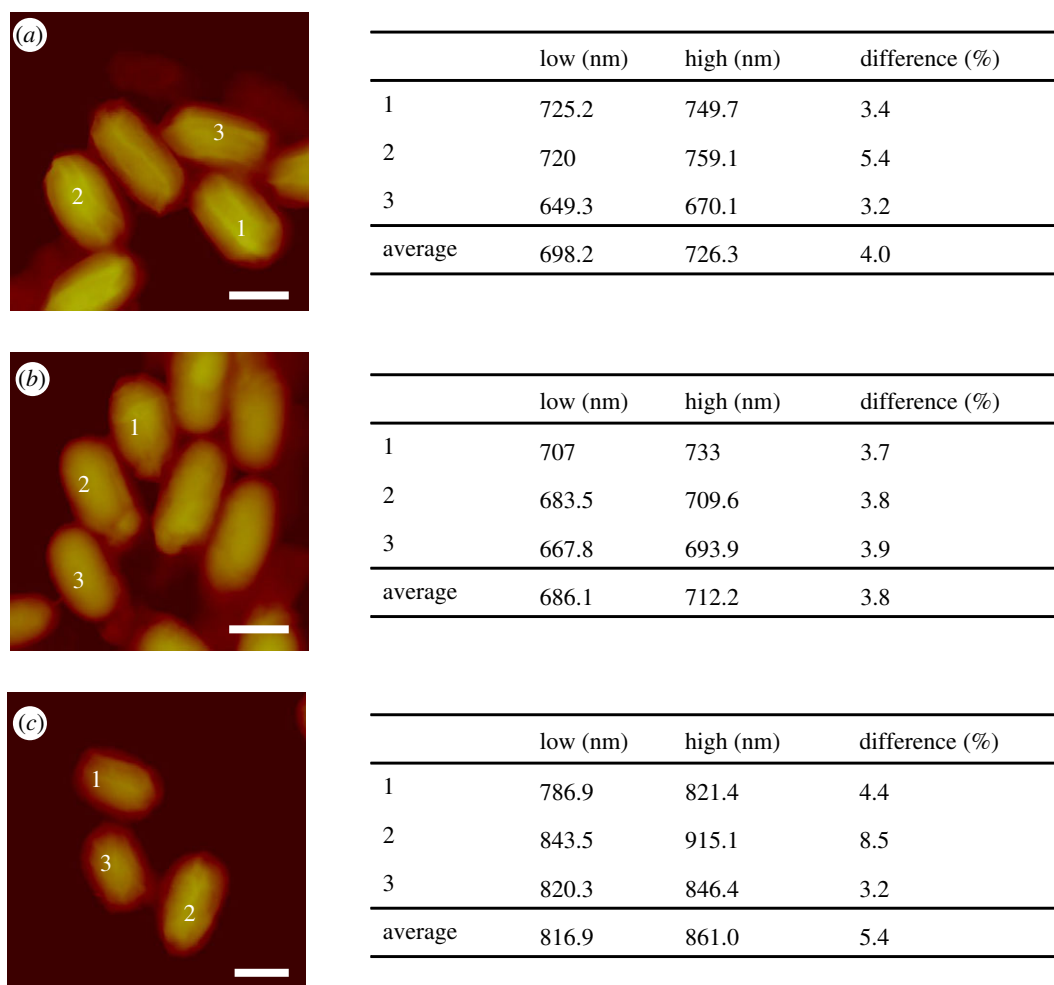 (a)
3
2
1
low (nm) high (nm) difference (%)
1 725.2 749.7 3.4
2 720 759.1 5.4
3 649.3 670.1 3.2
average 698.2 726.3 4.0
(b)
1
2
3
low (nm) high (nm) difference (%)
1 707 733 3.7
2 683.5 709.6 3.8
3 667.8 693.9 3.9
average 686.1 712.2 3.8
(c)
1
3
2
low (nm) high (nm) difference (%)
1 786.9 821.4 4.4
2 843.5 915.1 8.5
3 820.3 846.4 3.2
average 816.9 861.0 5.4